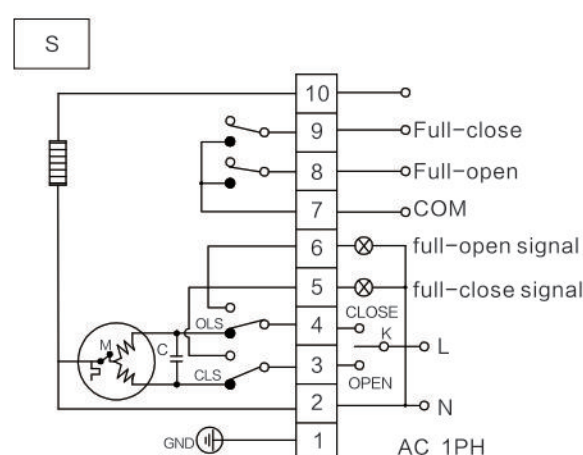 S
10
9 Full-close
8 Full-open
7 COM
6 full-open signal
5 full-close signal
CLOSE
OLS 4
K L
M C
3
CLS OPEN
2 N
GND 1 AC 1PH